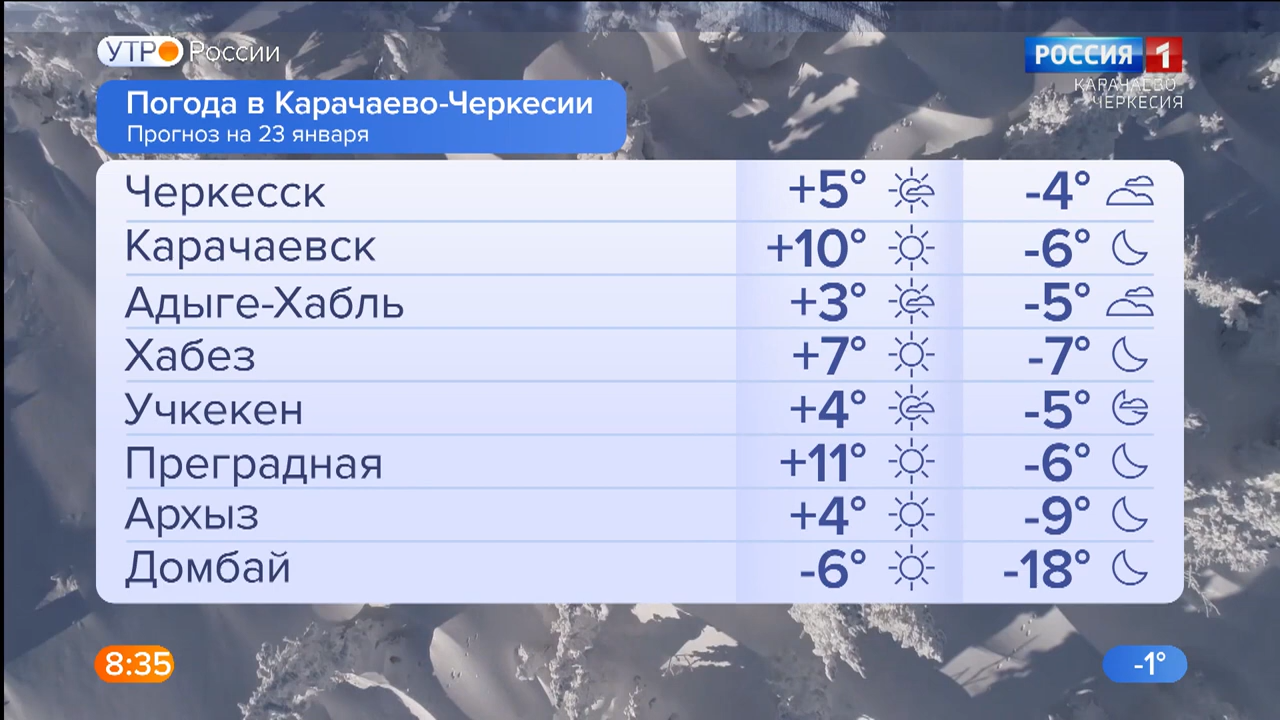 УТРО России
РОССИЯ 1
КАРАЧАЕВО
ЧЕРКЕСИЯ
Погода в Карачаево-Черкесии
Прогноз на 23 января
Черкесск +5° -4°
Карачаевск +10° -6°
Адыге-Хабль +3° -5°
Хабез +7° -7°
Учкекен +4° -5°
Преградная +11° -6°
Архыз +4° -9°
Домбай -6° -18°
8:35
-1°